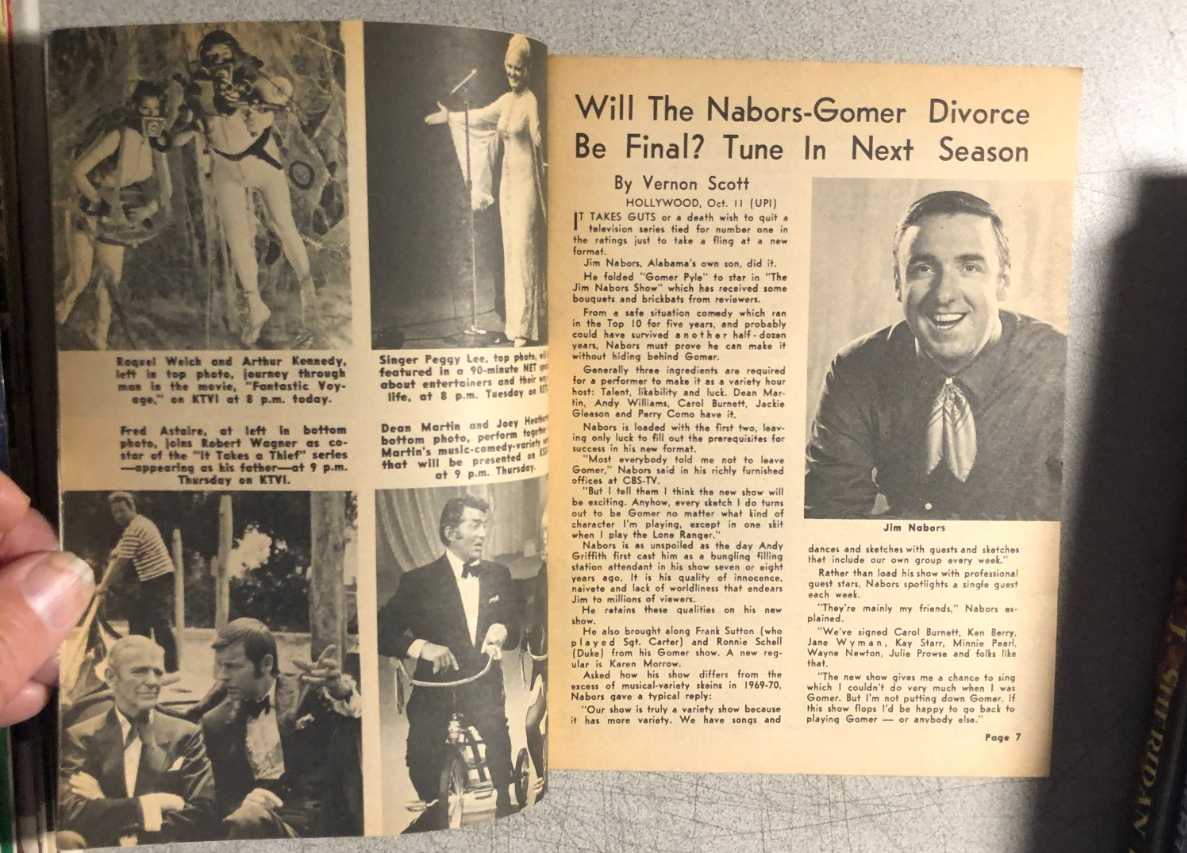 Raquel Welch and Arthur Kennedy,
left in top photo, journey through
man in the movie, "Fantastic Voy-
age," on KTVI at 8 p.m. today.
Fred Astaire, at left in bottom
photo, joins Robert Wagner as co-
star of the "It Takes a Thief" series
—appearing as his father—at 9 p.m.
Thursday on KTVI.
Singer Peggy Lee, top photo,
featured in a 90-minute NET
about entertainers and their
life, at 8 p.m. Tuesday on
Dean Martin and Joey
bottom photo, perform together
Martin's music-comedy-variety
that will be presented on
at 9 p.m. Thursday.
Will The Nabors-Gomer Divorce
Be Final? Tune In Next Season
By Vernon Scott
HOLLYWOOD, Oct. 11 (UPI)
IT TAKES GUTS or a death wish to quit a
television series tied for number one in
the ratings just to take a fling at a new
format.
Jim Nabors, Alabama's own son, did it.
He folded "Gomer Pyle" to star in "The
Jim Nabors Show" which has received some
bouquets and brickbats from reviewers.
From a safe situation comedy which ran
in the Top 10 for five years, and probably
could have survived another half-dozen
years, Nabors must prove he can make it
without hiding behind Gomer.
Generally three ingredients are required
for a performer to make it as a variety hour
host: Talent, likability and luck. Dean Mar-
tin, Andy Williams, Carol Burnett, Jackie
Gleason and Perry Como have it.
Nabors is loaded with the first two, leav-
ing only luck to fill out the prerequisites for
success in his new format.
"Most everybody told me not to leave
Gomer," Nabors said in his richly furnished
offices at CBS-TV.
"But I tell them I think the new show will
be exciting. Anyhow, every sketch I do turns
out to be Gomer no matter what kind of
character I'm playing, except in one skit
when I play the Lone Ranger."
Nabors is as unspoiled as the day Andy
Griffith first cast him as a bungling filling
station attendant in his show seven or eight
years ago. It is his quality of innocence,
naivete and lack of worldliness that endears
Jim to millions of viewers.
He retains these qualities on his new
show.
He also brought along Frank Sutton (who
played Sgt. Carter) and Ronnie Schell
(Duke) from his Gomer show. A new reg-
ular is Karen Morrow.
Asked how his show differs from the
excess of musical-variety skeins in 1969-70,
Nabors gave a typical reply:
"Our show is truly a variety show because
it has more variety. We have songs and
Jim Nabors
dances and sketches with guests and sketches
that include our own group every week."
Rather than load his show with professional
guest stars, Nabors spotlights a single guest
each week.
"They're mainly my friends," Nabors ex-
plained.
"We've signed Carol Burnett, Ken Berry,
Jane Wyman, Kay Starr, Minnie Pearl,
Wayne Newton, Julie Prowse and folks like
that.
"The new show gives me a chance to sing
which I couldn't do very much when I was
Gomer. But I'm not putting down Gomer. If
this show flops I'd be happy to go back to
playing Gomer — or anybody else."
Page 7
SHERIDAN